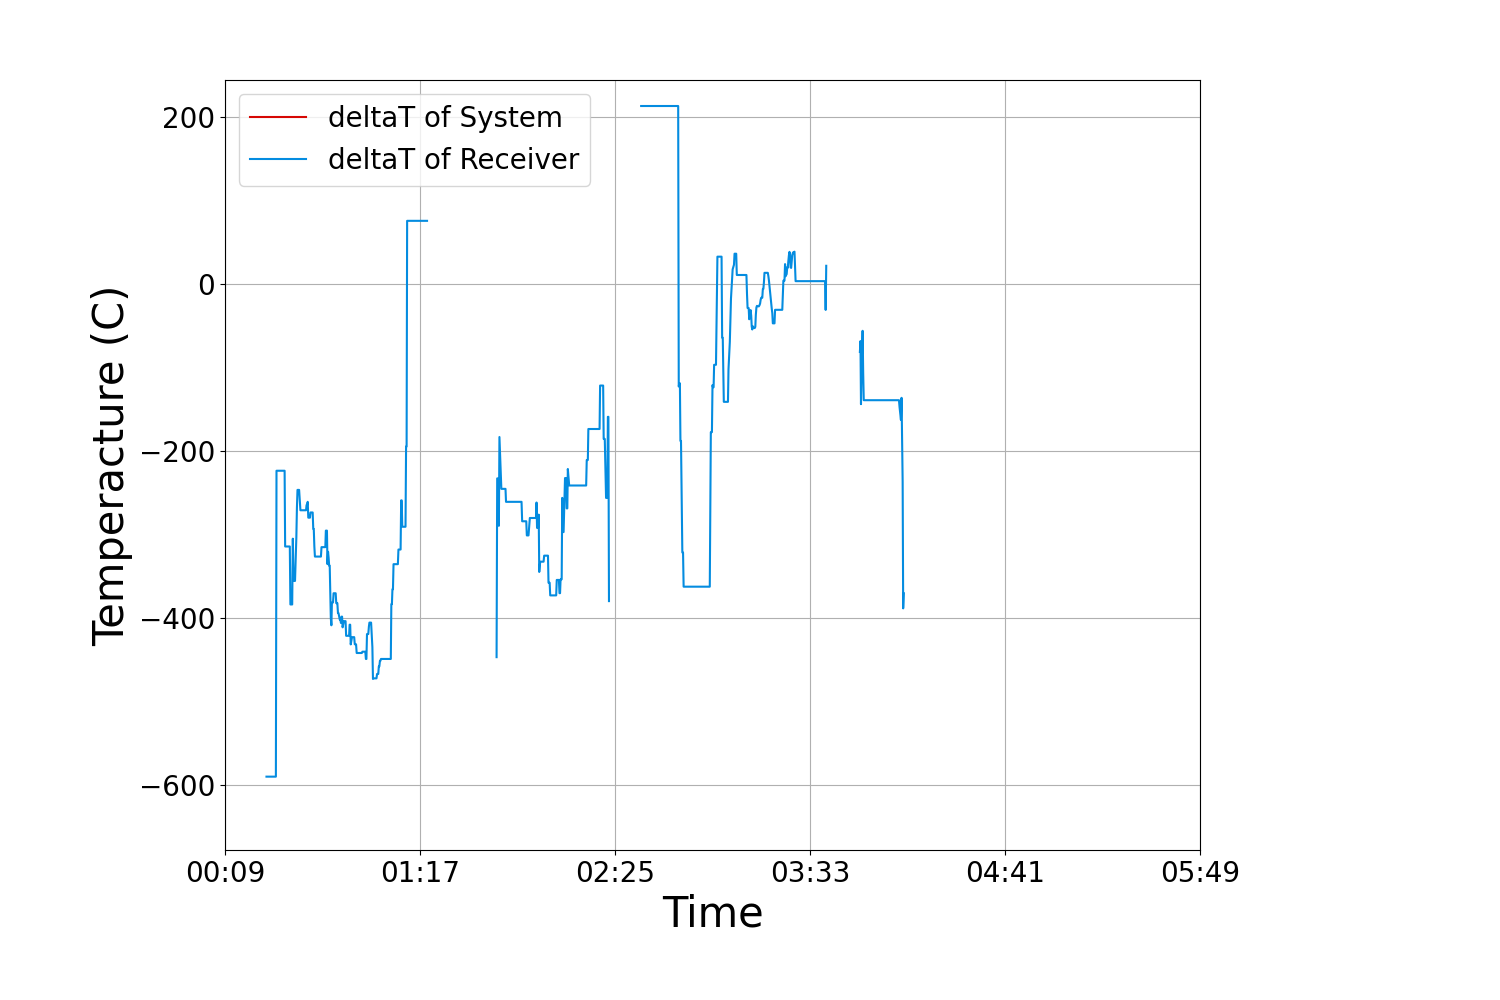 deltaT of System
deltaT of Receiver
200
0
−200
−400
−600
Temperacture (C)
00:09 01:17 02:25 03:33 04:41 05:49
Time